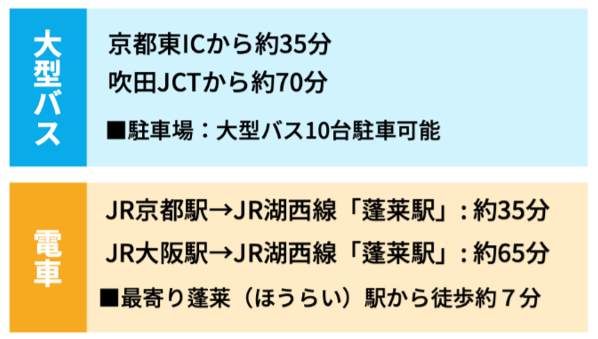 大型バス
京都東ICから約35分
吹田JCTから約70分
■駐車場：大型バス10台駐車可能
電車
JR京都駅→JR湖西線「蓬莱駅」: 約35分
JR大阪駅→JR湖西線「蓬莱駅」: 約65分
■最寄り蓬莱（ほうらい）駅から徒歩約７分